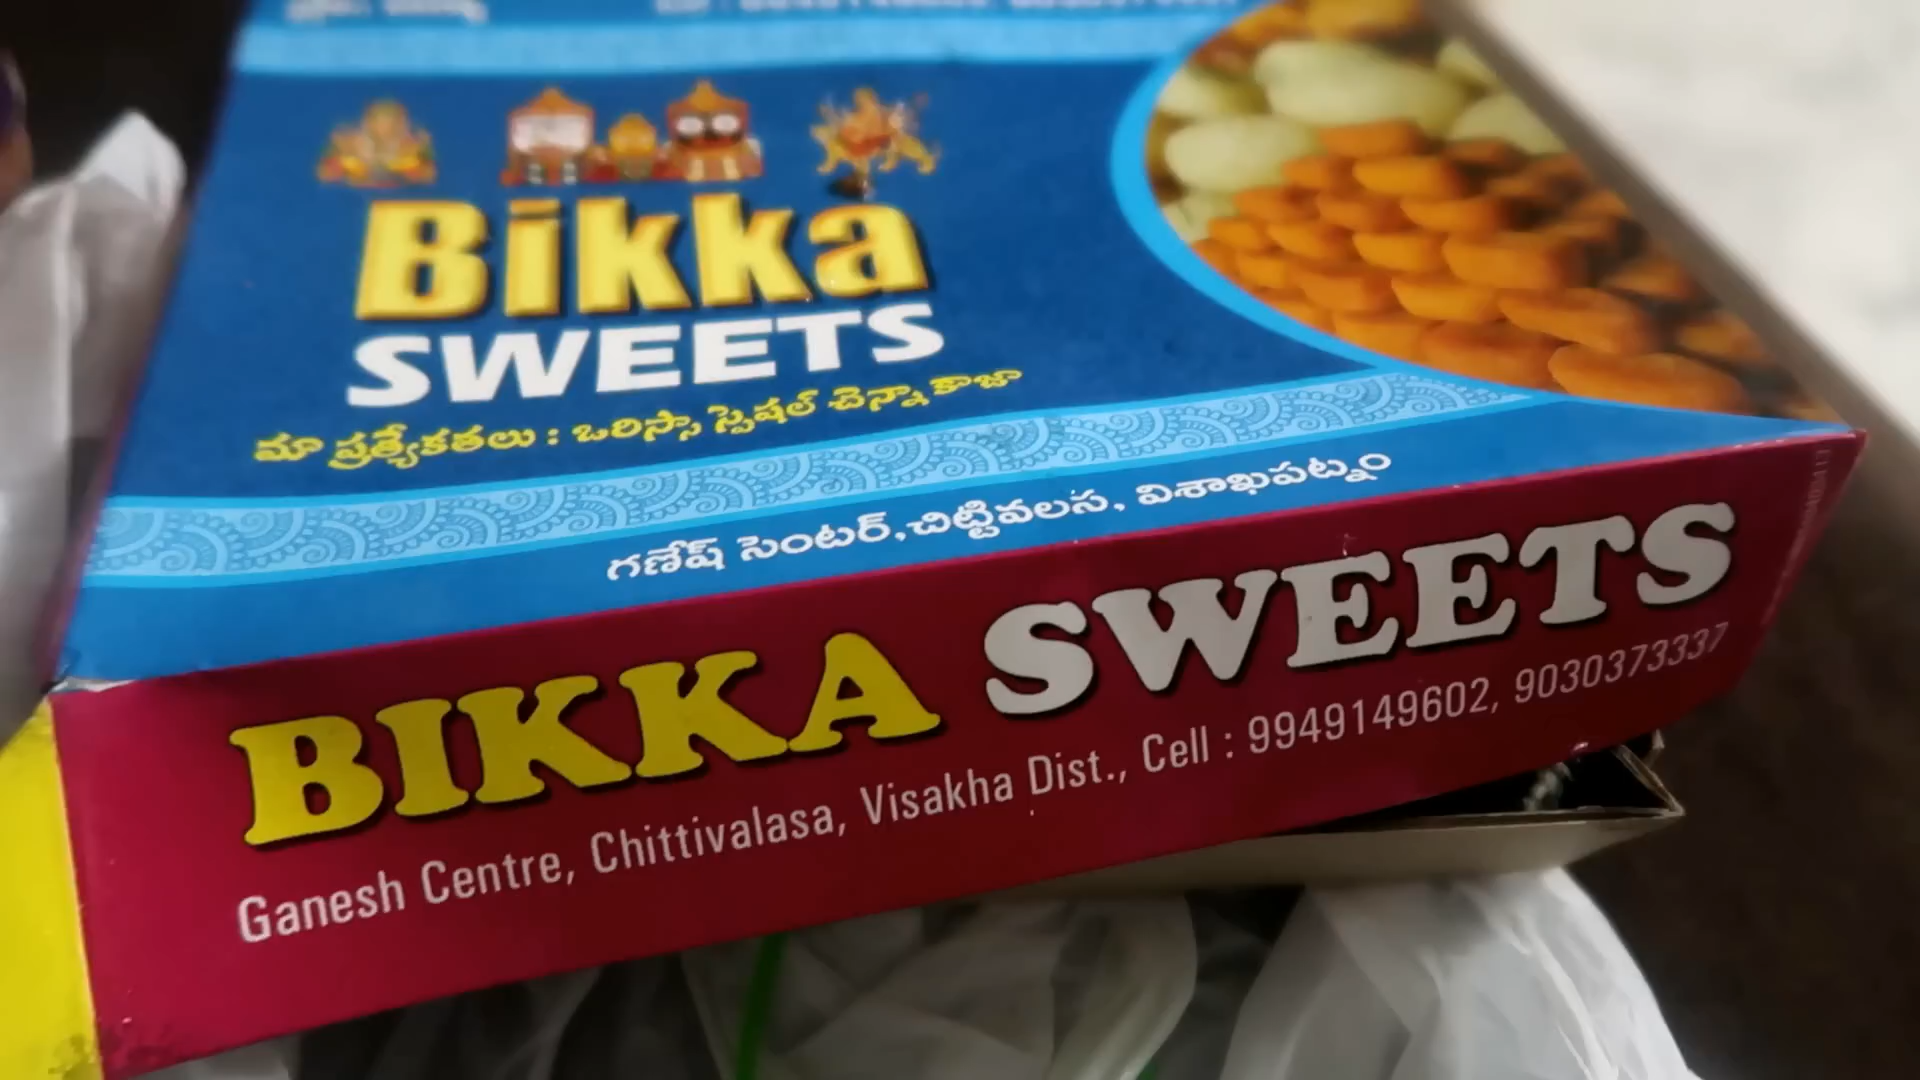 Bikka
SWEETS
మా ప్రత్యేకతలు : ఒరిస్సా స్పెషల్ చెన్నా కాజా
గణేష్ సెంటర్,చిట్టివలస, విశాఖపట్నం
BIKKA SWEETS
Ganesh Centre, Chittivalasa, Visakha Dist., Cell : 9949149602, 9030373337